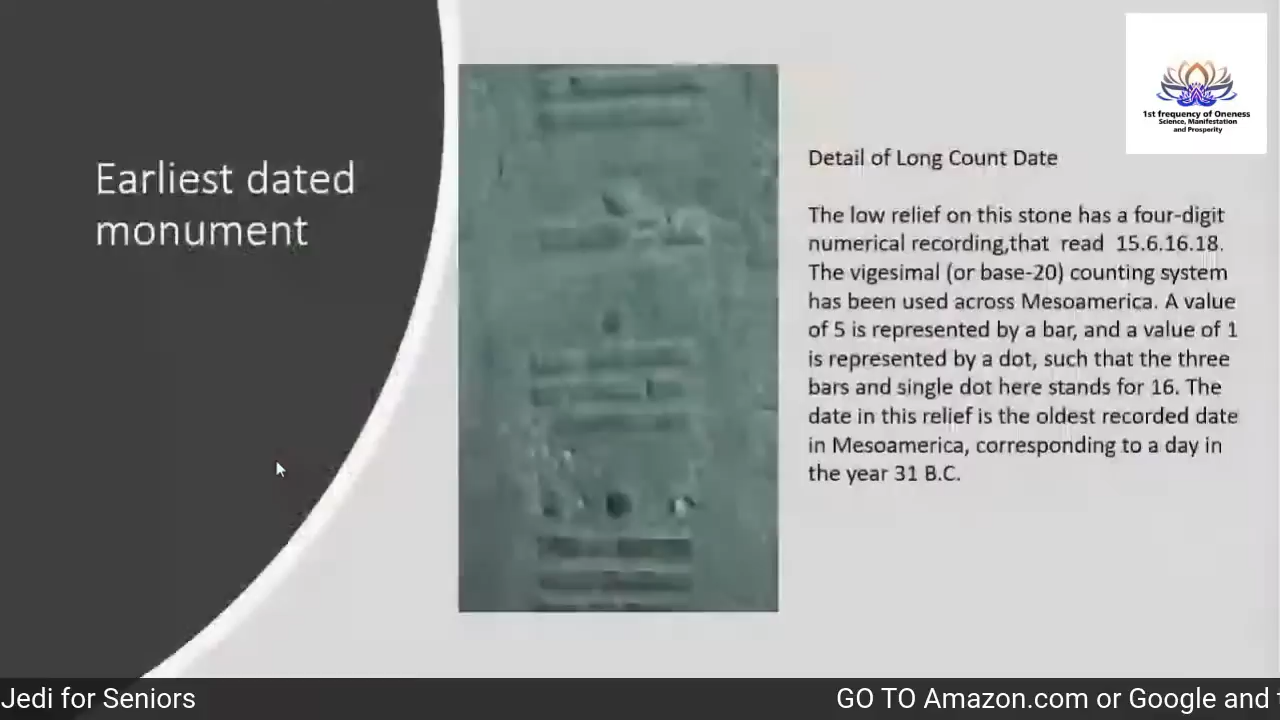 1st frequency of Oneness
Science, Manifestation
and Prosperity
Earliest dated
monument
Detail of Long Count Date
The low relief on this stone has a four-digit
numerical recording,that read 15.6.16.18.
The vigesimal (or base-20) counting system
has been used across Mesoamerica. A value
of 5 is represented by a bar, and a value of 1
is represented by a dot, such that the three
bars and single dot here stands for 16. The
date in this relief is the oldest recorded date
in Mesoamerica, corresponding to a day in
the year 31 B.C.
Jedi for Seniors
GO TO Amazon.com or Google and